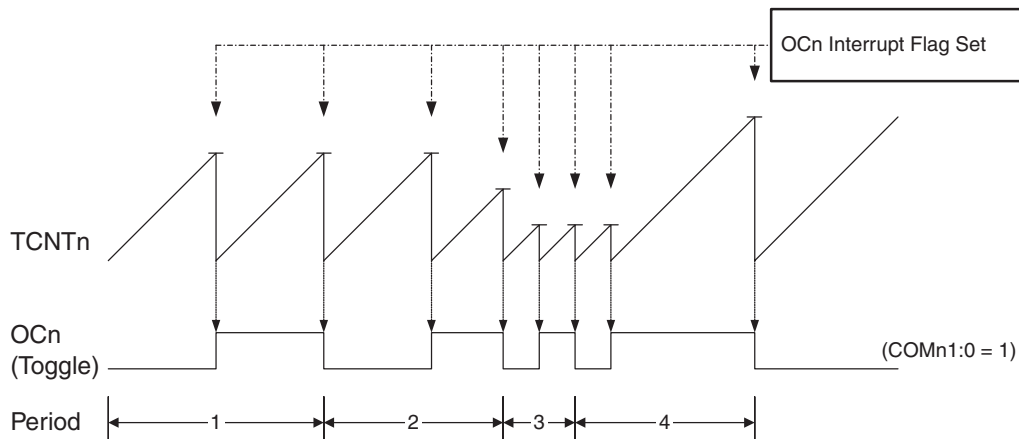 OCn Interrupt Flag Set
TCNTn
OCn
(Toggle)
(COMn1:0 = 1)
Period
1
2
3
4